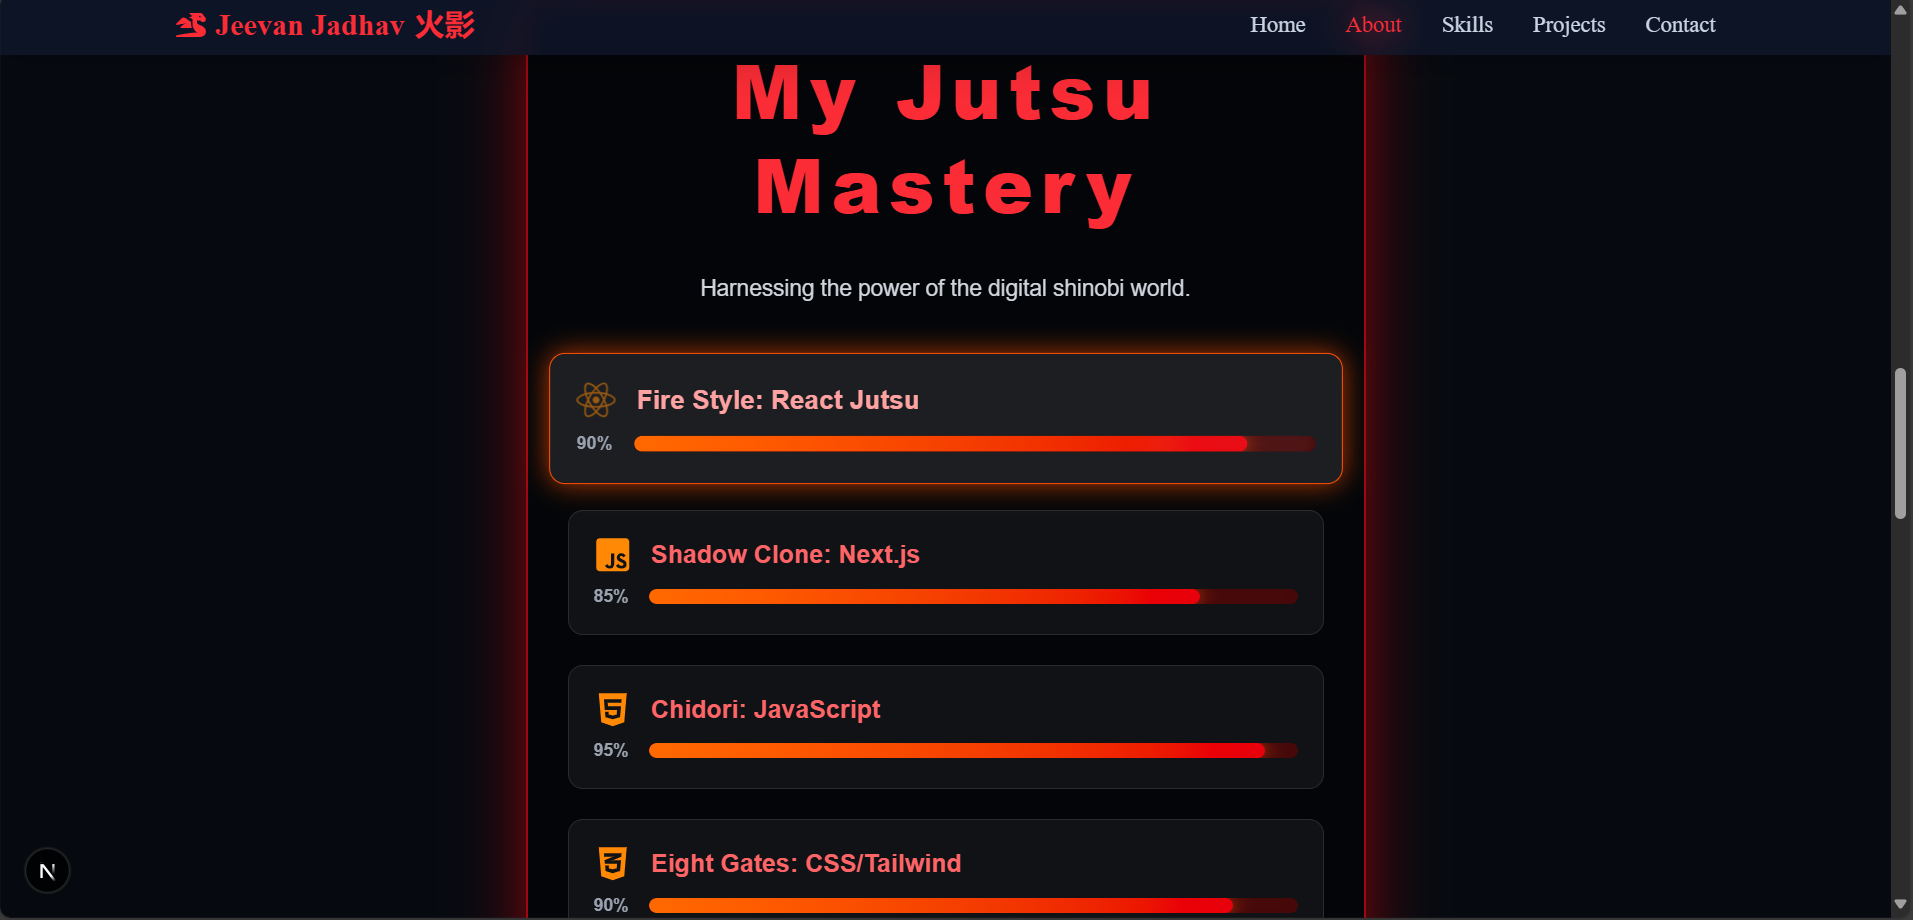 Jeevan Jadhav 火影
Home About Skills Projects Contact
My Jutsu
Mastery
Harnessing the power of the digital shinobi world.
Fire Style: React Jutsu
90%
JS
Shadow Clone: Next.js
85%
5
Chidori: JavaScript
95%
3
Eight Gates: CSS/Tailwind
90%
N